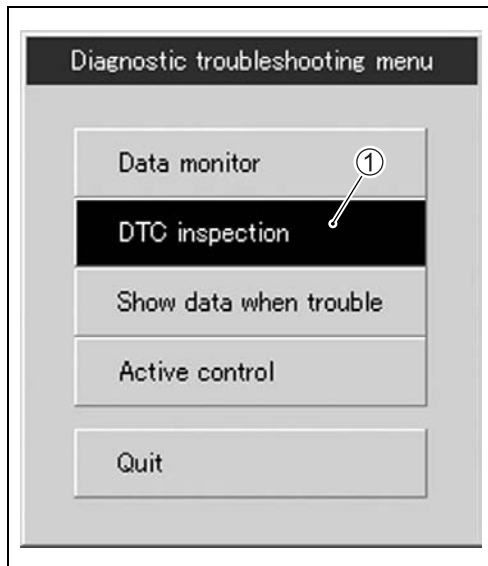 Diagnostic troubleshooting menu
Data monitor
①
DTC inspection
Show data when trouble
Active control
Quit